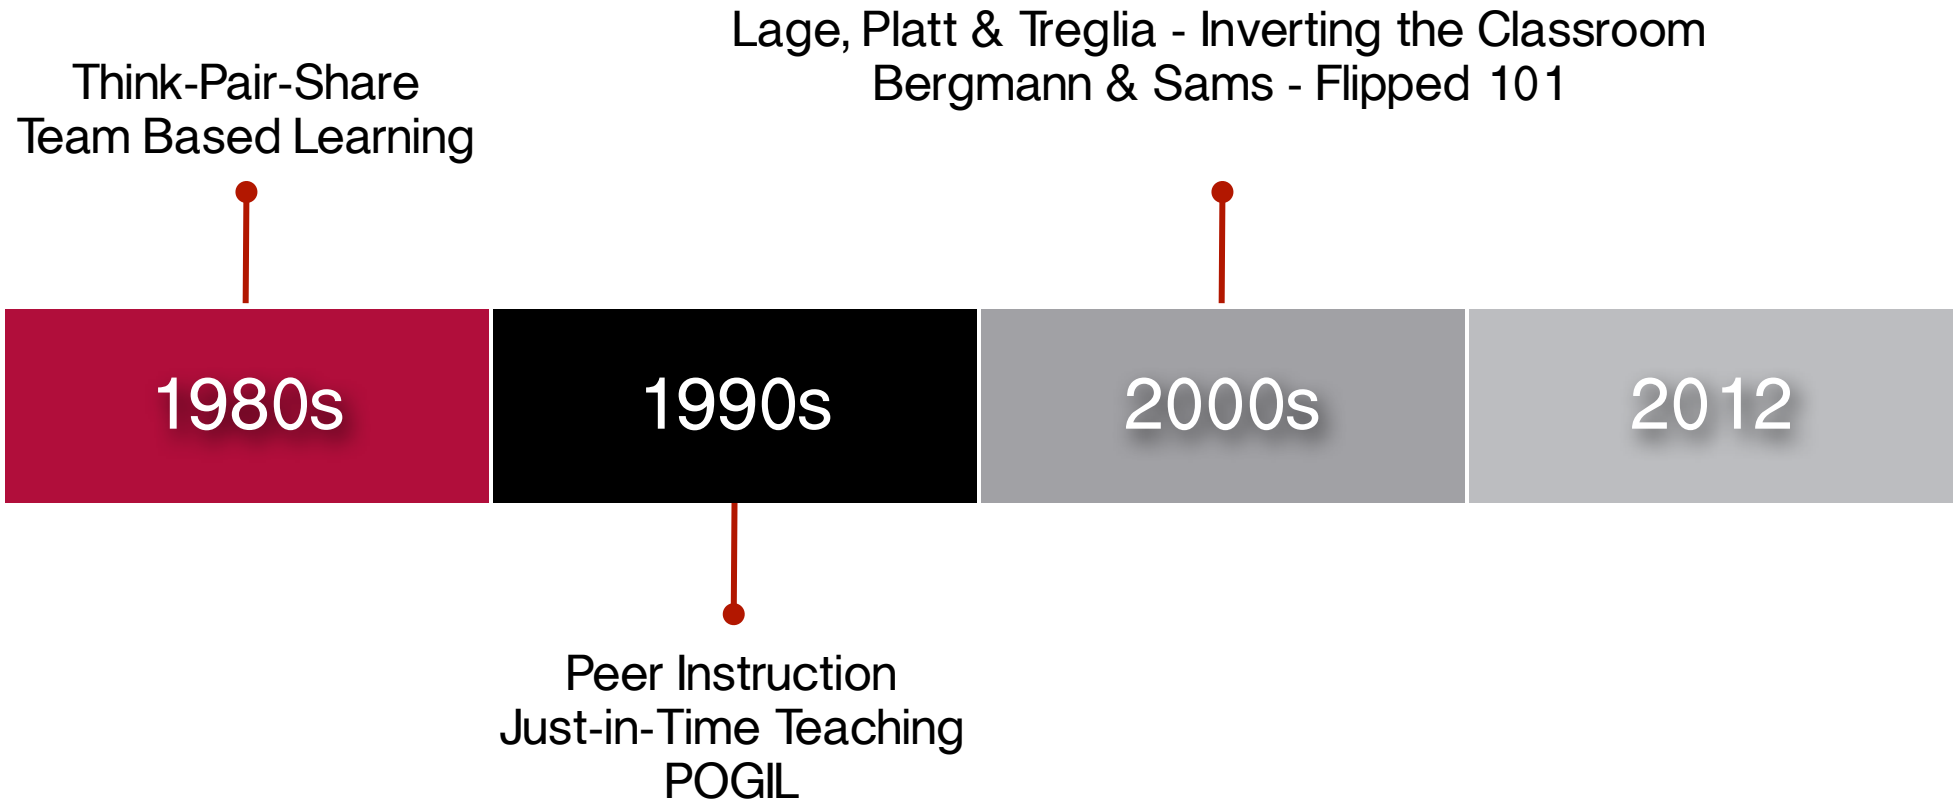 Lage, Platt & Treglia - Inverting the Classroom
Bergmann & Sams - Flipped 101
Think-Pair-Share
Team Based Learning
1980s
1990s
2000s
2012
Peer Instruction
Just-in-Time Teaching
POGIL